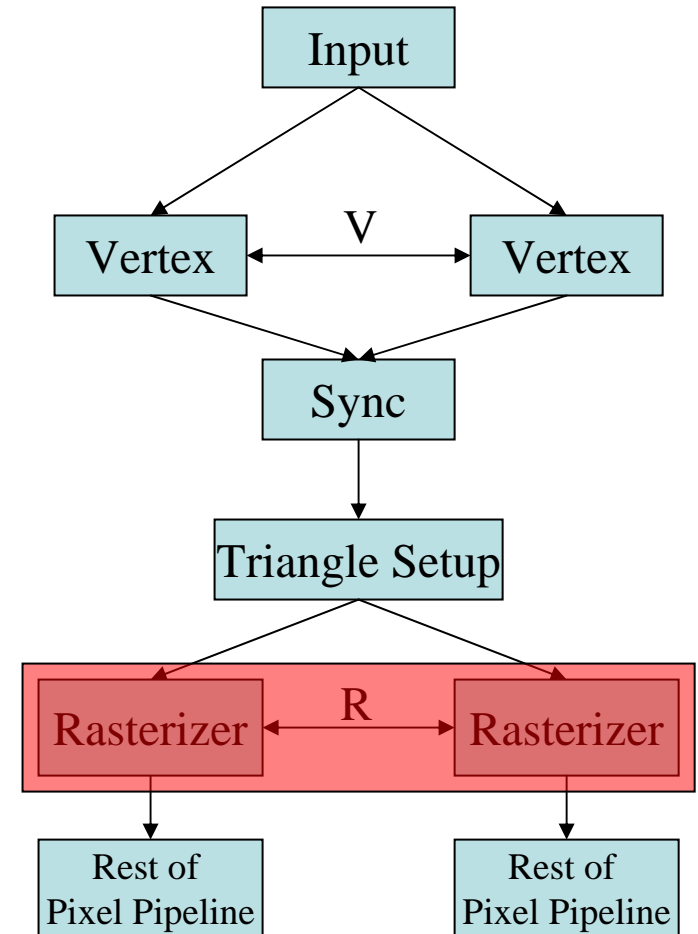 Input
V
Vertex
Vertex
Sync
Triangle Setup
R
Rasterizer
Rasterizer
Rest of
Pixel Pipeline
Rest of
Pixel Pipeline